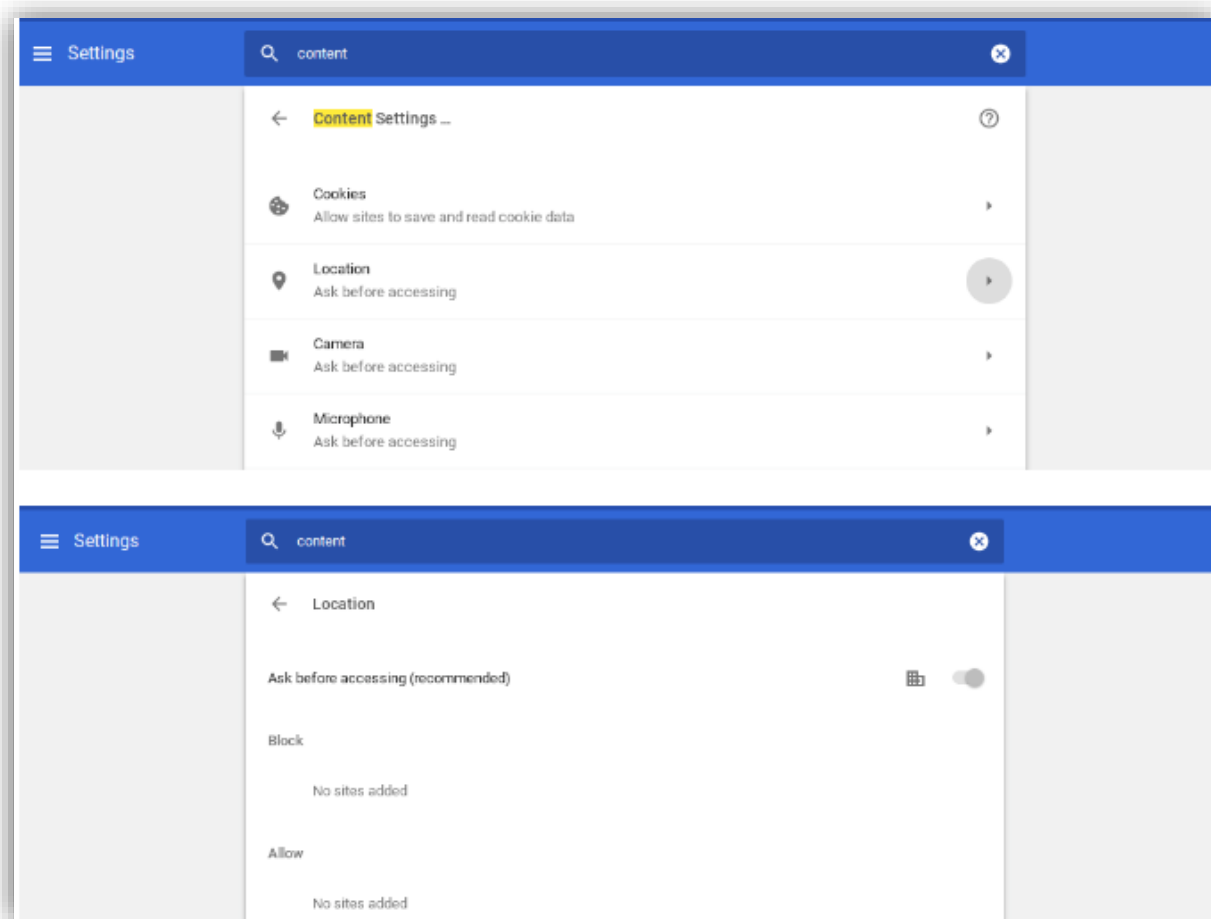 Settings
content
Content Settings ...
Cookies
Allow sites to save and read cookie data
Location
Ask before accessing
Camera
Ask before accessing
Microphone
Ask before accessing
Settings
content
Location
Ask before accessing (recommended)
Block
No sites added
Allow
No sites added